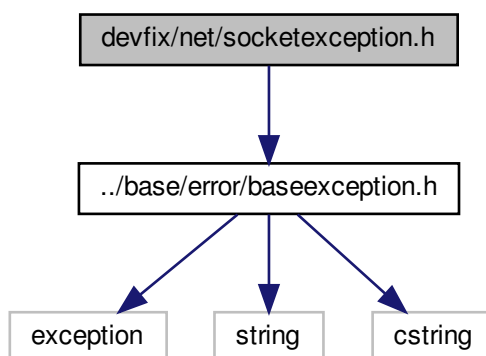 devfix/net/socketexception.h
../base/error/baseexception.h
exception
string
cstring